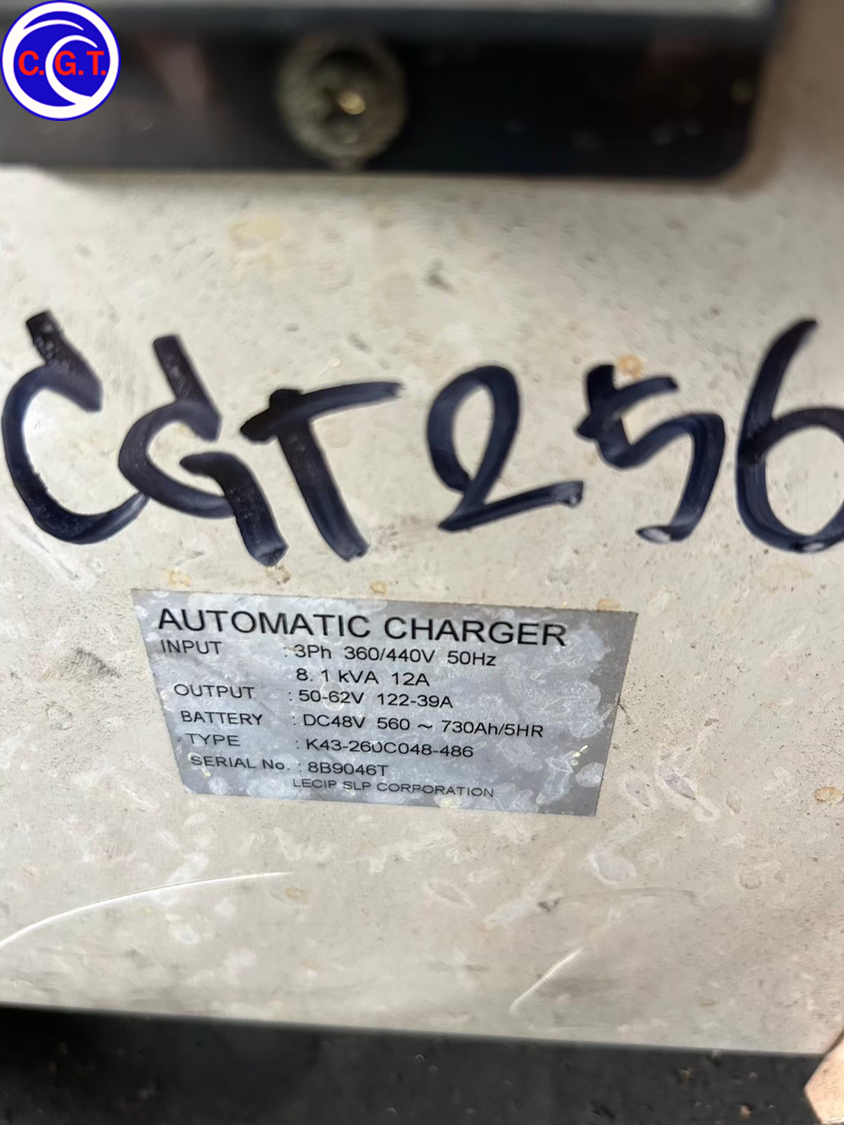 C.G.T.
CGT256
AUTOMATIC CHARGER
INPUT : 3Ph 360/440V 50Hz
8.1 kVA 12A
OUTPUT : 50-62V 122-39A
BATTERY : DC48V 560 ~ 730Ah/5HR
TYPE : K43-260C048-486
SERIAL No. : 8B9046T
LECIP SLP CORPORATION